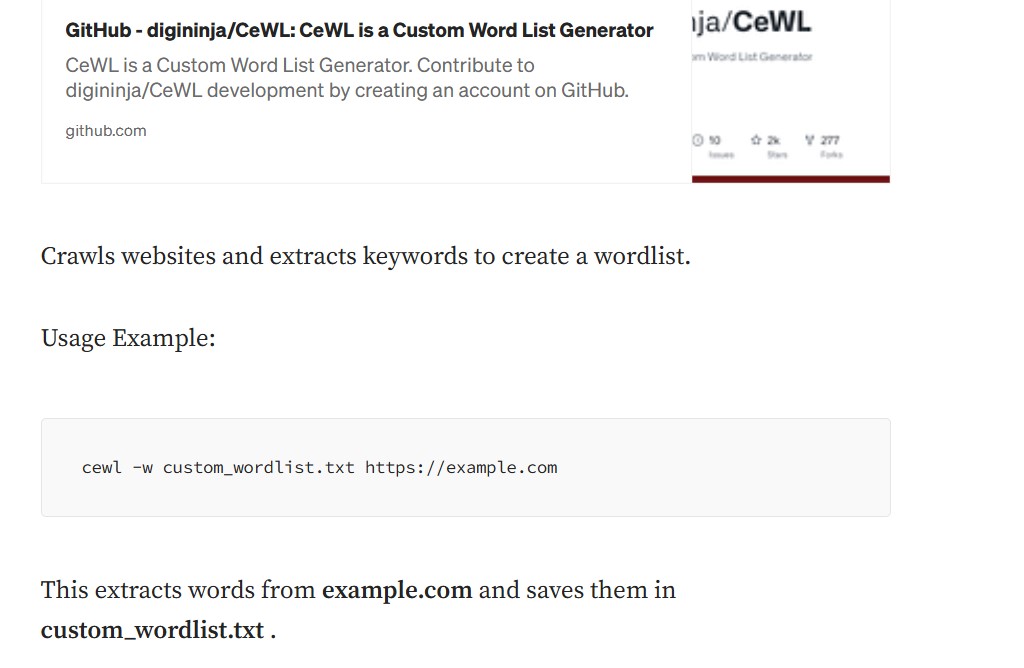 GitHub - digininja/CeWL: CeWL is a Custom Word List Generator
CeWL is a Custom Word List Generator. Contribute to
digininja/CeWL development by creating an account on GitHub.
github.com
ija/CeWL
om Word List Generator
10 2k 277
Issues Stars Forks
Crawls websites and extracts keywords to create a wordlist.
Usage Example:
cewl -w custom_wordlist.txt https://example.com
This extracts words from example.com and saves them in
custom_wordlist.txt .